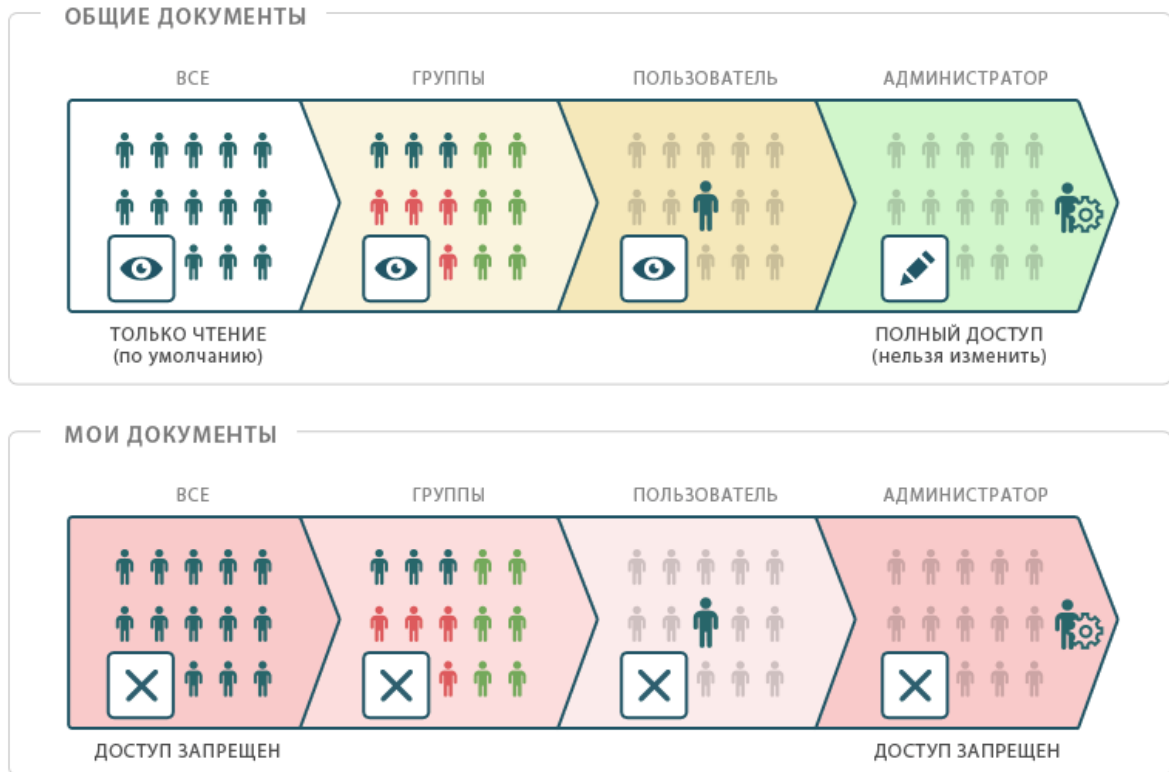 ОБЩИЕ ДОКУМЕНТЫ
ВСЕ
ГРУППЫ
ПОЛЬЗОВАТЕЛЬ
АДМИНИСТРАТОР
ТОЛЬКО ЧТЕНИЕ
(по умолчанию)
ПОЛНЫЙ ДОСТУП
(нельзя изменить)
МОИ ДОКУМЕНТЫ
ВСЕ
ГРУППЫ
ПОЛЬЗОВАТЕЛЬ
АДМИНИСТРАТОР
ДОСТУП ЗАПРЕЩЕН
ДОСТУП ЗАПРЕЩЕН